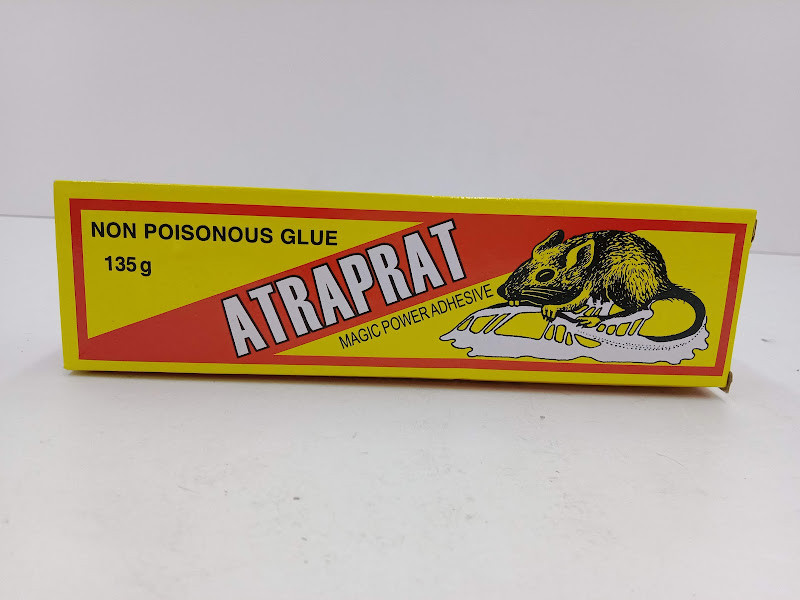 NON POISONOUS GLUE
135g
ATRAPRAT
MAGIC POWER ADHESIVE